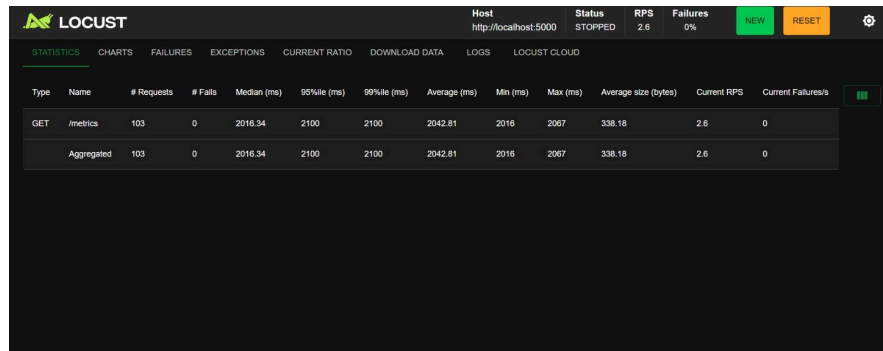 LOCUST
Host Status RPS Failures
http://localhost:5000 STOPPED 2.6 0%
NEW RESET
STATISTICS CHARTS FAILURES EXCEPTIONS CURRENT RATIO DOWNLOAD DATA LOGS LOCUST CLOUD
Type Name # Requests # Fails Median (ms) 95%ile (ms) 99%ile (ms) Average (ms) Min (ms) Max (ms) Average size (bytes) Current RPS Current Failures/s
GET /metrics 103 0 2016.34 2100 2100 2042.81 2016 2067 338.18 2.6 0
Aggregated 103 0 2016.34 2100 2100 2042.81 2016 2067 338.18 2.6 0